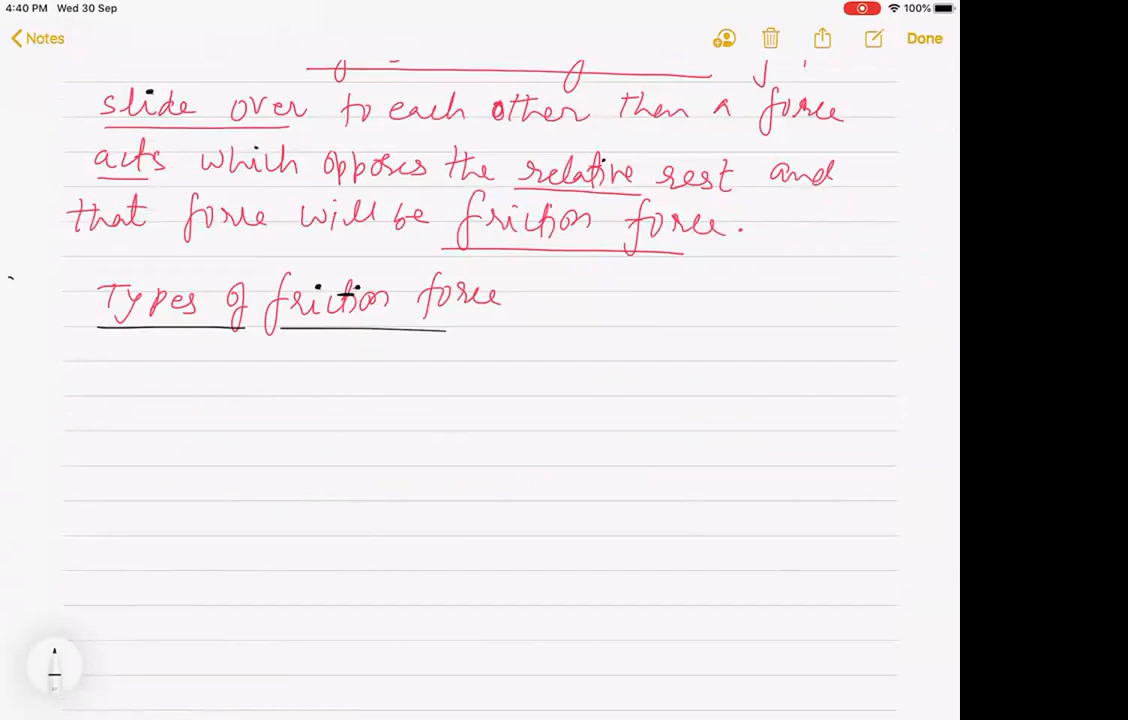 4:40 PM Wed 30 Sep 100%
Notes Done
slide over to each other then a force
acts which opposes the relative rest and
that force will be friction force.
Types of friction force